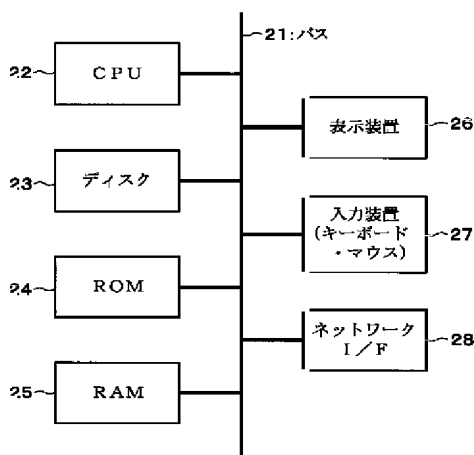 21:バス
22
CPU
26
表示装置
23
ディスク
27
入力装置
(キーボード
・マウス)
24
ROM
28
ネットワーク
I/F
25
RAM